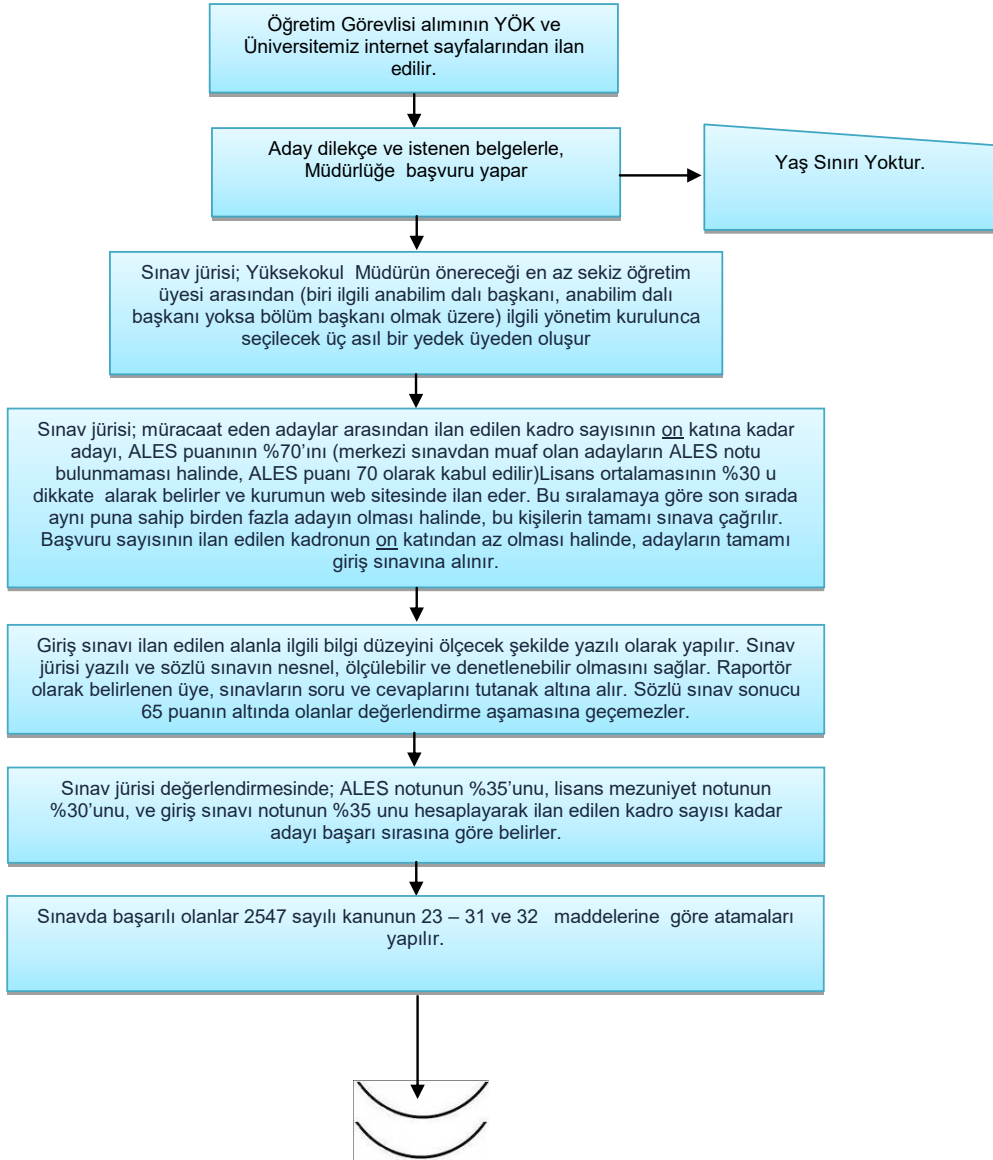 Öğretim Görevlisi alımının YÖK ve
Üniversitemiz internet sayfalarından ilan
edilir.
Aday dilekçe ve istenen belgelerle,
Müdürlüğe başvuru yapar
Yaş Sınırı Yoktur.
Sınav jürisi; Yüksekokul Müdürün önereceği en az sekiz öğretim
üyesi arasından (biri ilgili anabilim dalı başkanı, anabilim dalı
başkanı yoksa bölüm başkanı olmak üzere) ilgili yönetim kurulunca
seçilecek üç asıl bir yedek üyeden oluşur
Sınav jürisi; müracaat eden adaylar arasından ilan edilen kadro sayısının on katına kadar
adayı, ALES puanının %70’ını (merkezi sınavdan muaf olan adayların ALES notu
bulunmaması halinde, ALES puanı 70 olarak kabul edilir)Lisans ortalamasının %30 u
dikkate alarak belirler ve kurumun web sitesinde ilan eder. Bu sıralamaya göre son sırada
aynı puna sahip birden fazla adayın olması halinde, bu kişilerin tamamı sınava çağrılır.
Başvuru sayısının ilan edilen kadronun on katından az olması halinde, adayların tamamı
giriş sınavına alınır.
Giriş sınavı ilan edilen alanla ilgili bilgi düzeyini ölçecek şekilde yazılı olarak yapılır. Sınav
jürisi yazılı ve sözlü sınavın nesnel, ölçülebilir ve denetlenebilir olmasını sağlar. Raportör
olarak belirlenen üye, sınavların soru ve cevaplarını tutanak altına alır. Sözlü sınav sonucu
65 puanın altında olanlar değerlendirme aşamasına geçemezler.
Sınav jürisi değerlendirmesinde; ALES notunun %35’unu, lisans mezuniyet notunun
%30’unu, ve giriş sınavı notunun %35 unu hesaplayarak ilan edilen kadro sayısı kadar
adayı başarı sırasına göre belirler.
Sınavda başarılı olanlar 2547 sayılı kanunun 23 – 31 ve 32 maddelerine göre atamaları
yapılır.